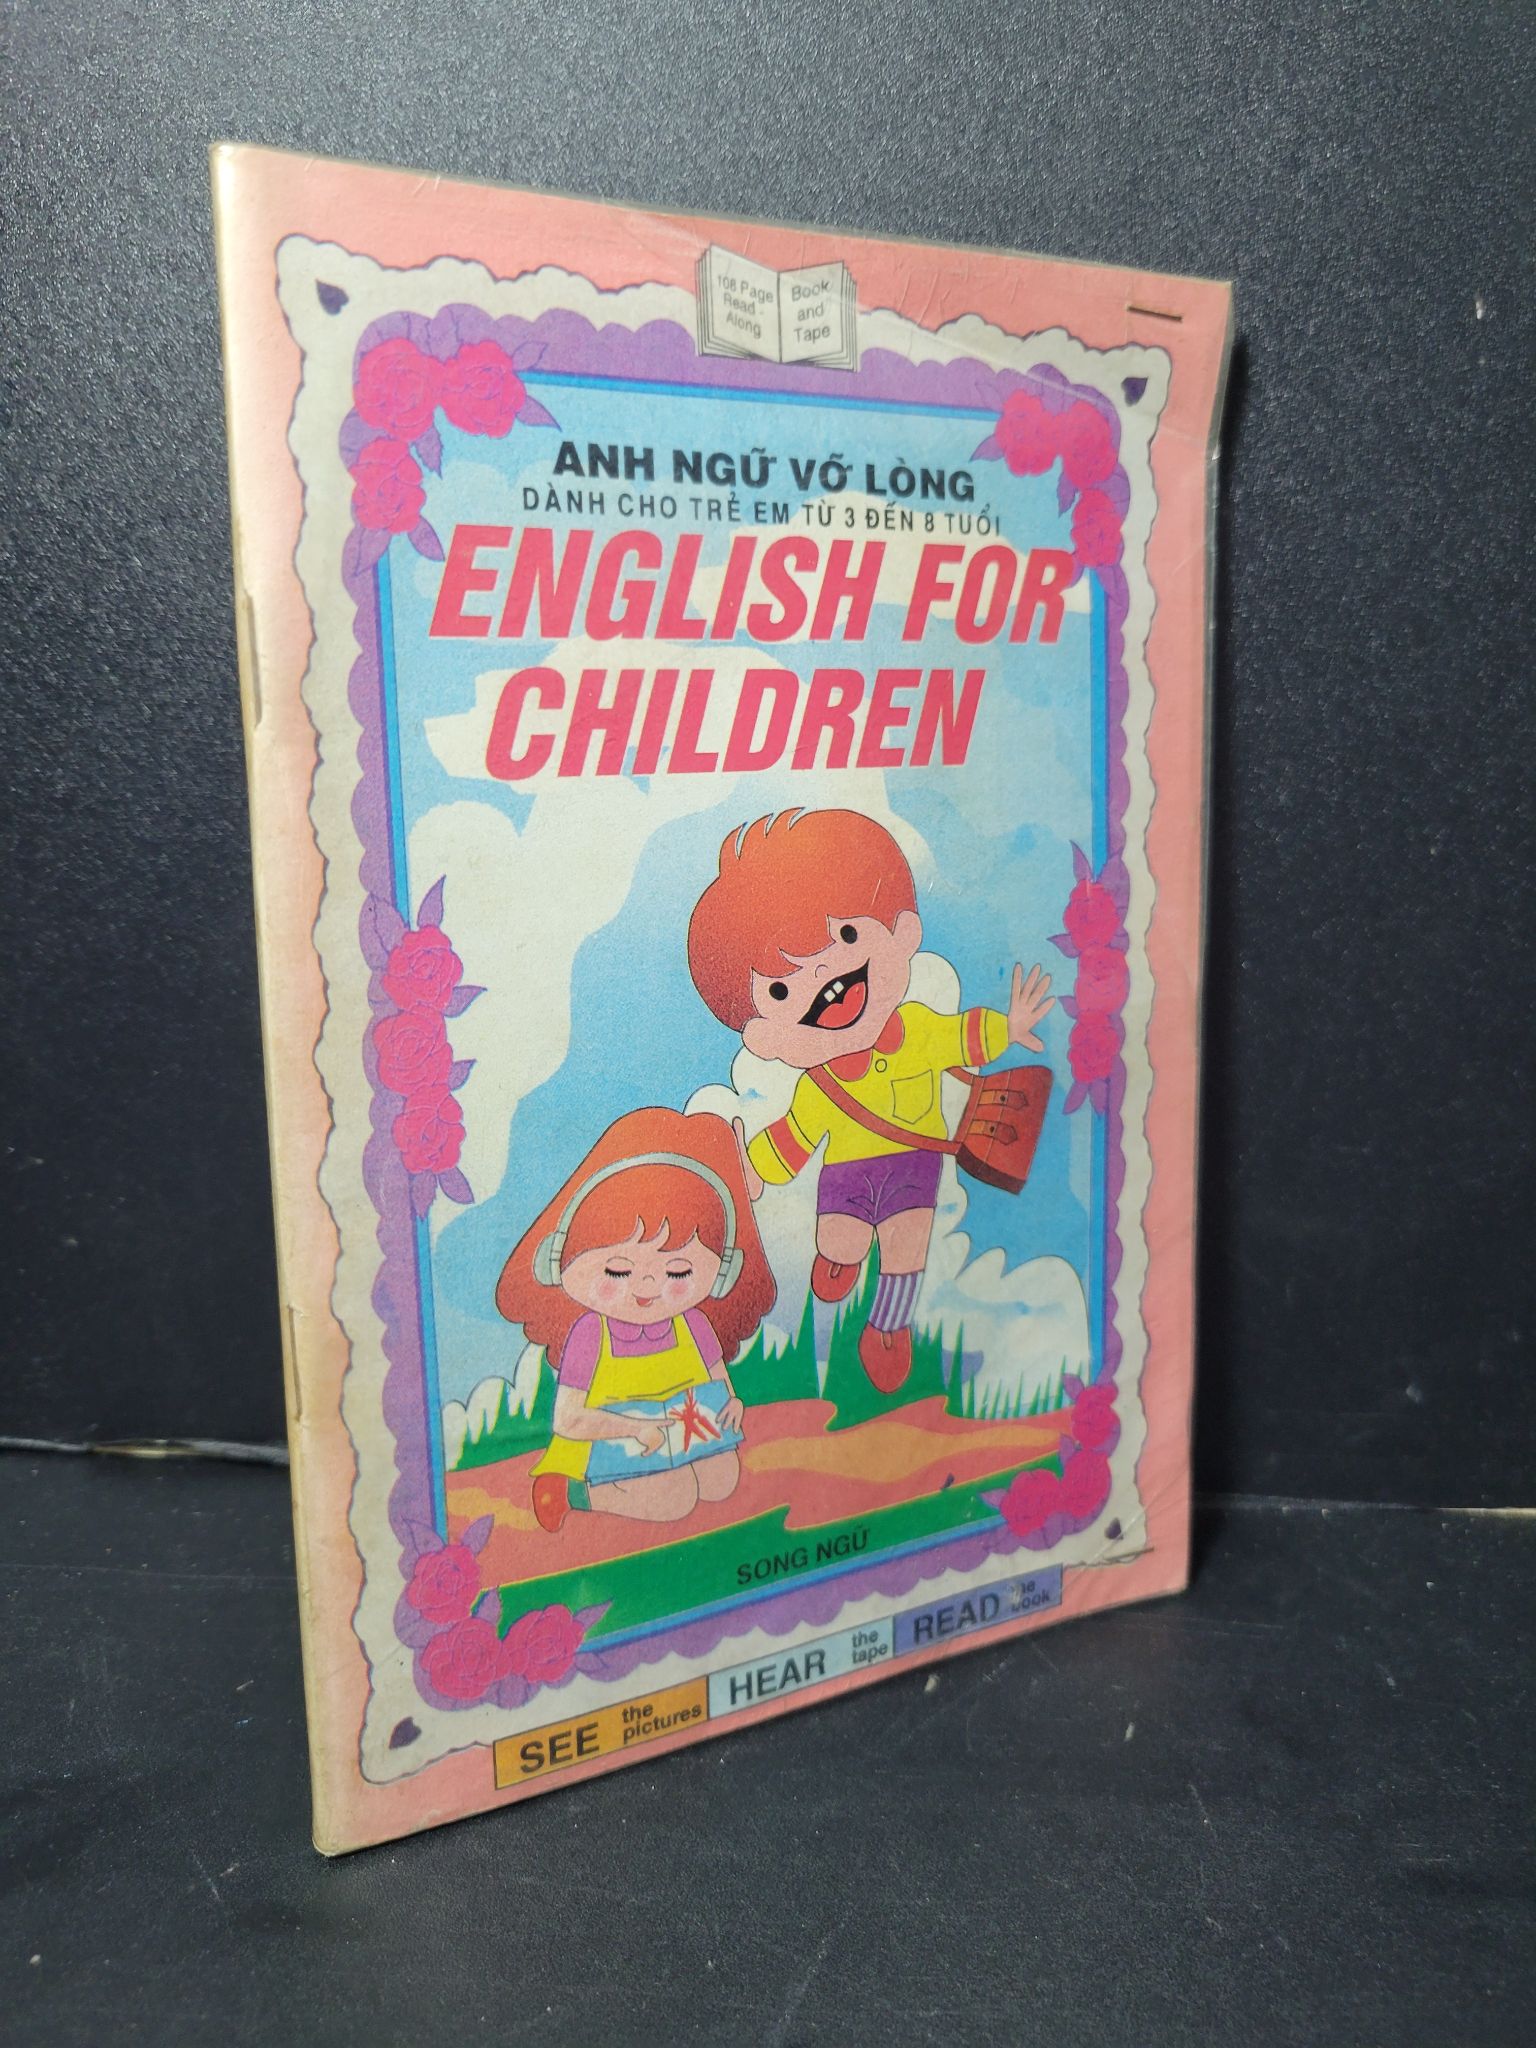 108 Page
Read -
Along
Book
and
Tape
ANH NGỮ VỠ LÒNG
DÀNH CHO TRẺ EM TỪ 3 ĐẾN 8 TUỔI
ENGLISH FOR
CHILDREN
SONG NGỮ
SEE the pictures
HEAR the tape
READ the book